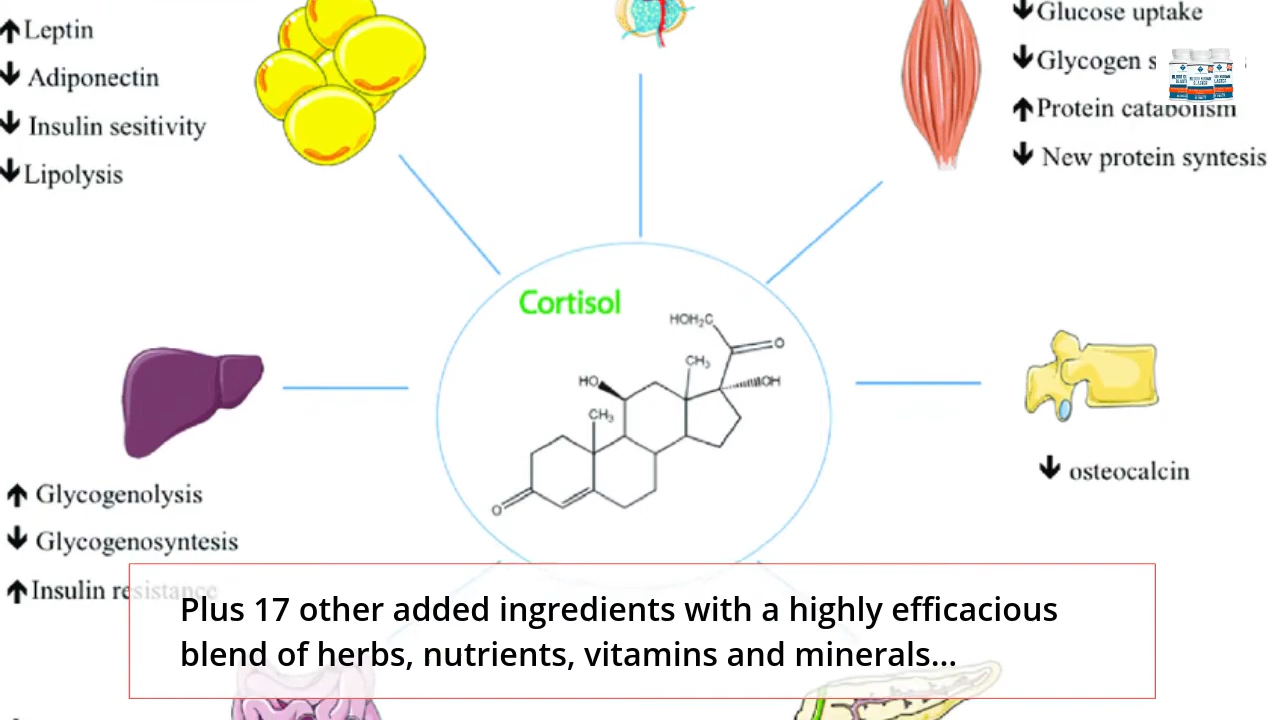 Leptin
Adiponectin
Insulin sesitivity
Lipolysis
Glucose uptake
Glycogen s
Protein catabolism
New protein syntesis
Cortisol
HOH₂C
O
CH₃
HO
OH
CH₃
O
osteocalcin
Glycogenolysis
Glycogenosyntesis
Insulin resistance
Plus 17 other added ingredients with a highly efficacious
blend of herbs, nutrients, vitamins and minerals...